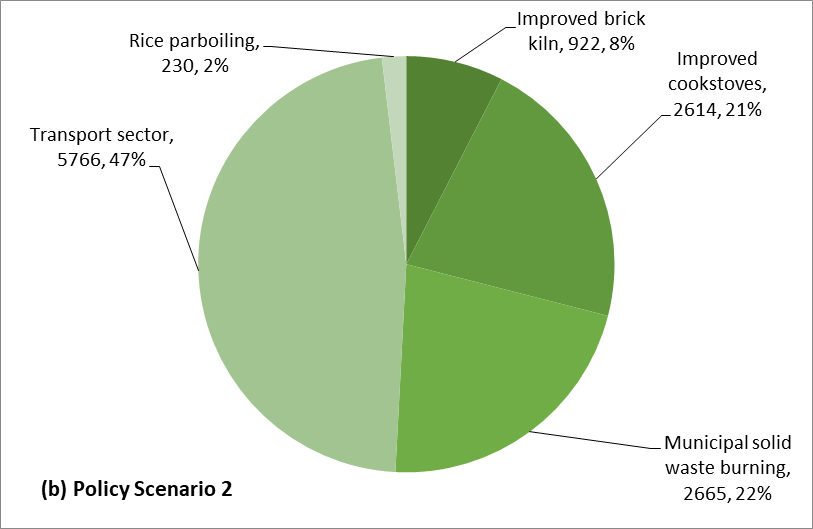 Improved brick
kiln, 922, 8%
Rice parboiling,
230, 2%
Improved
cookstoves,
2614, 21%
Transport sector,
5766, 47%
Municipal solid
waste burning,
2665, 22%
(b) Policy Scenario 2